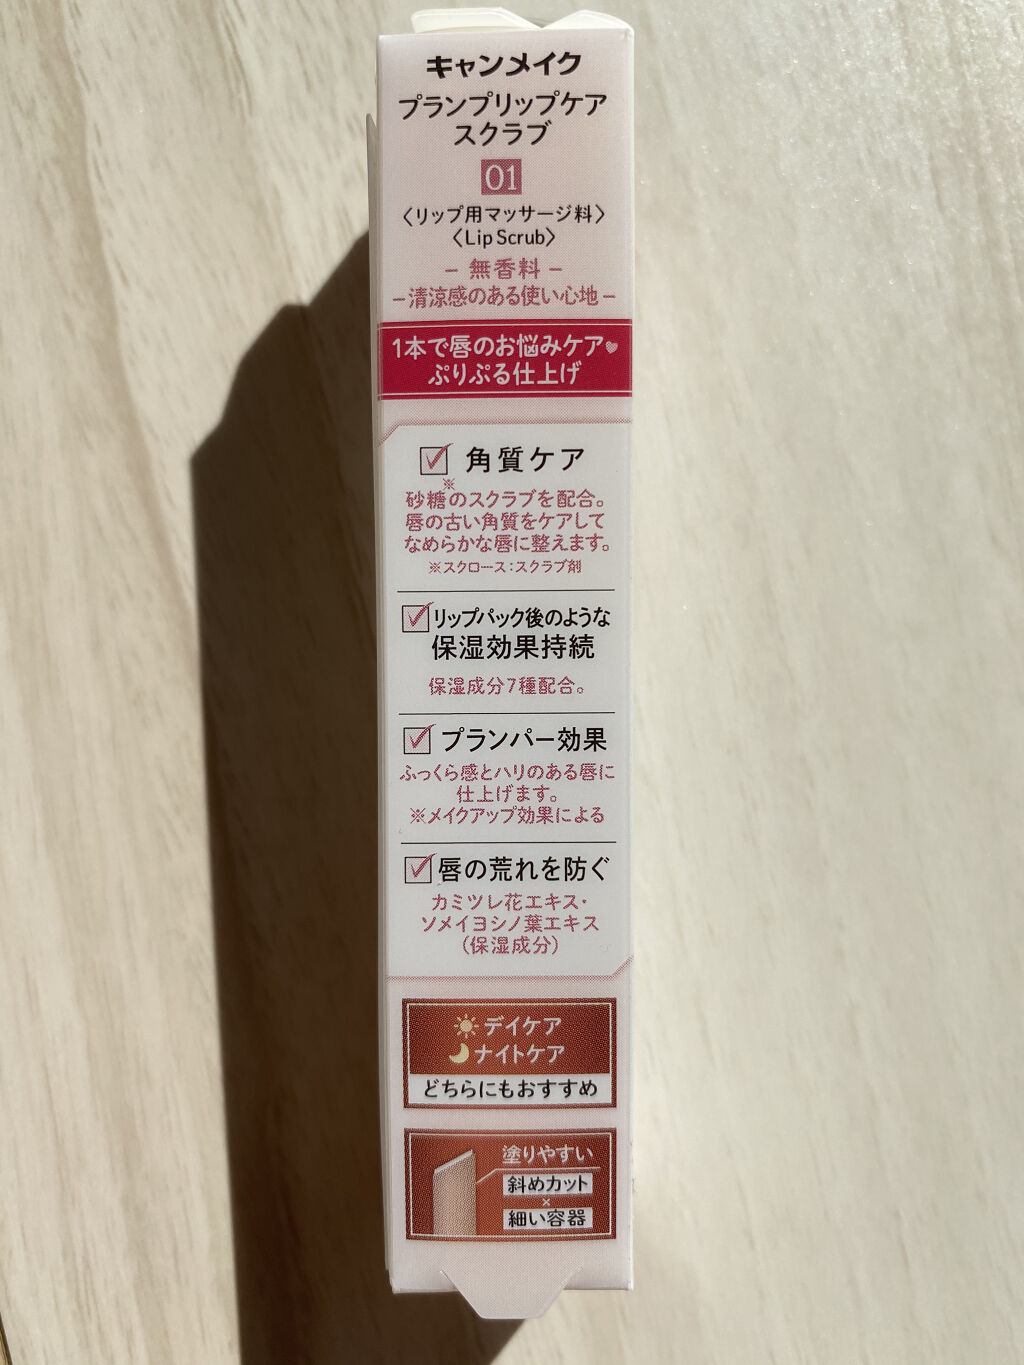 キャンメイク
プランプリップケア
スクラブ
01
〈リップ用マッサージ料〉
〈Lip Scrub〉
− 無香料 −
−清涼感のある使い心地−
1本で唇のお悩みケア♥
ぷりぷる仕上げ
角質ケア
※
砂糖のスクラブを配合。
唇の古い角質をケアして
なめらかな唇に整えます。
※スクロース：スクラブ剤
リップパック後のような
保湿効果持続
保湿成分7種配合。
プランパー効果
ふっくら感とハリのある唇に
仕上げます。
※メイクアップ効果による
唇の荒れを防ぐ
カミツレ花エキス・
ソメイヨシノ葉エキス
（保湿成分）
デイケア
ナイトケア
どちらにもおすすめ
塗りやすい
斜めカット
×
細い容器